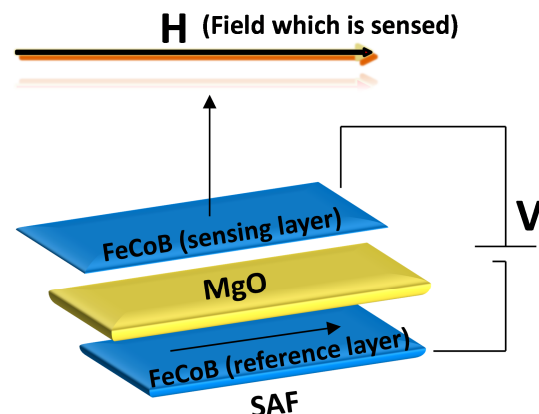 H (Field which is sensed)
FeCoB (sensing layer)
V
MgO
FeCoB (reference layer)
SAF